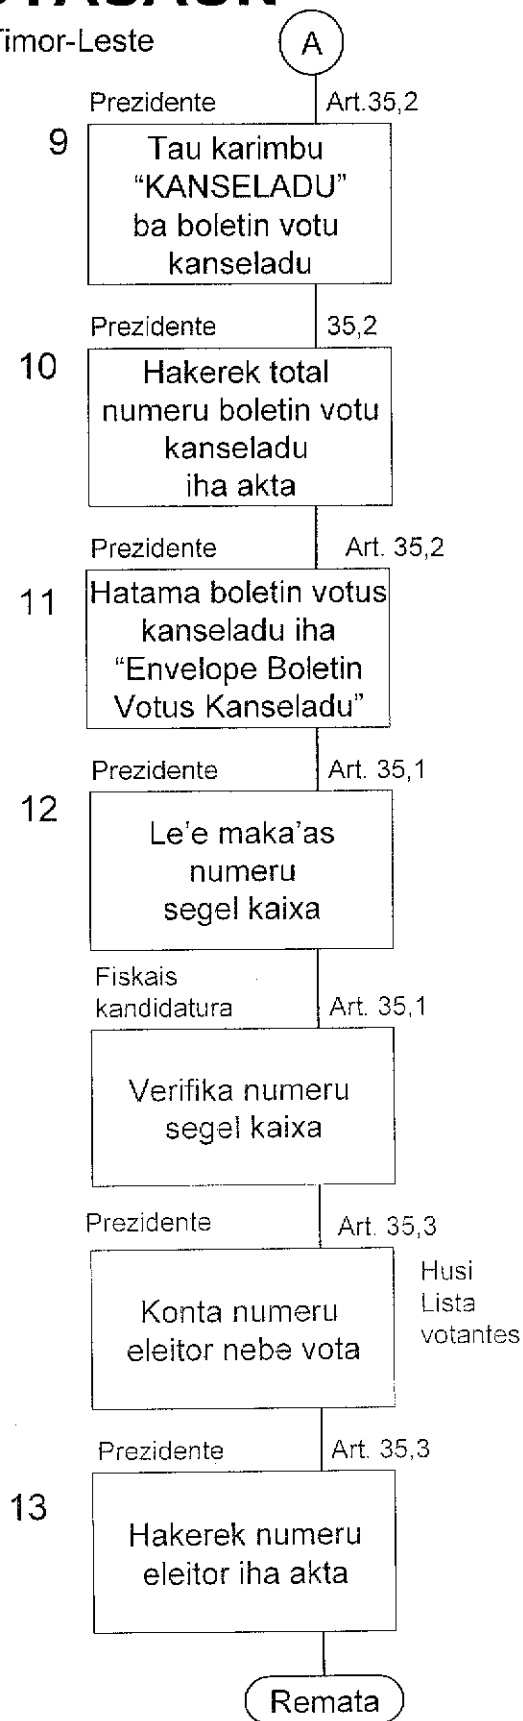 Timor-Leste
A
Prezidente Art.35,2
9
Tau karimbu
“KANSELADU”
ba boletin votu
kanseladu
Prezidente 35,2
10
Hakerek total
numeru boletin votu
kanseladu
iha akta
Prezidente Art. 35,2
11
Hatama boletin votus
kanseladu iha
“Envelope Boletin
Votus Kanseladu”
Prezidente Art. 35,1
12
Le’e maka’as
numeru
segel kaixa
Fiskais
kandidatura Art. 35,1
Verifika numeru
segel kaixa
Prezidente Art. 35,3
Konta numeru
eleitor nebe vota
Husi
Lista
votantes
Prezidente Art. 35,3
13
Hakerek numeru
eleitor iha akta
Remata